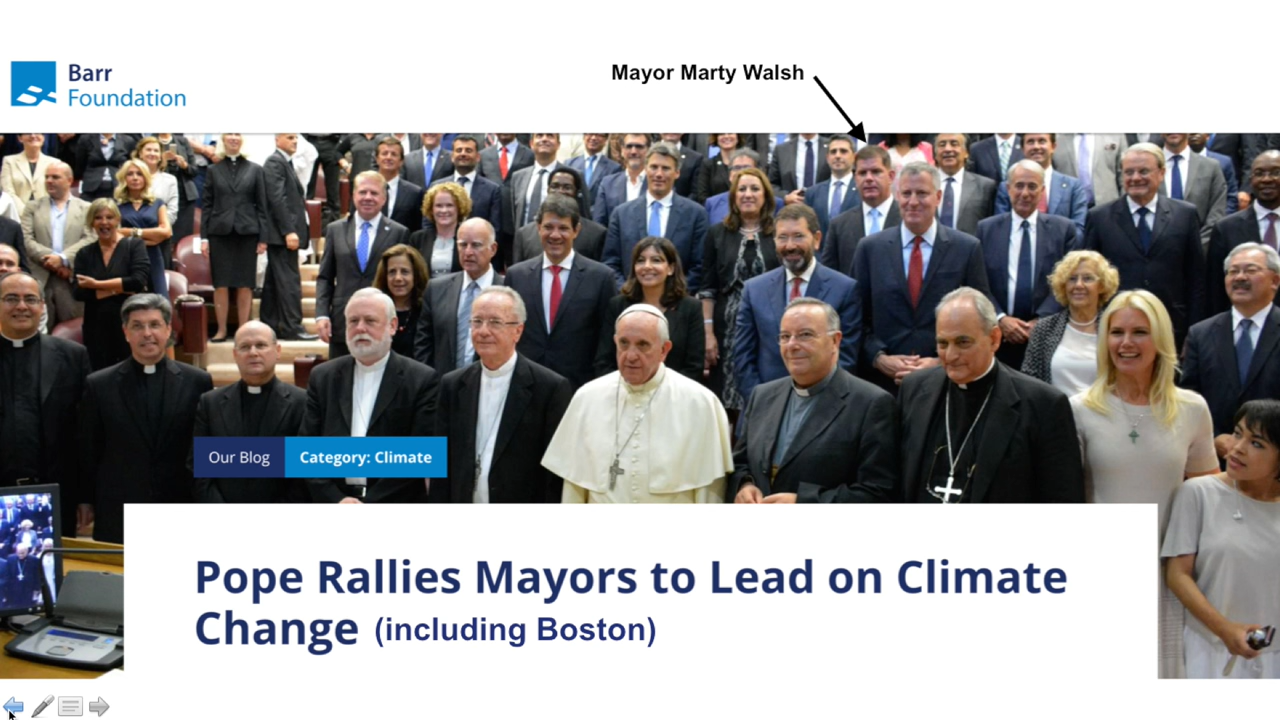 Barr
Foundation
Mayor Marty Walsh
Our Blog
Category: Climate
Pope Rallies Mayors to Lead on Climate
Change (including Boston)